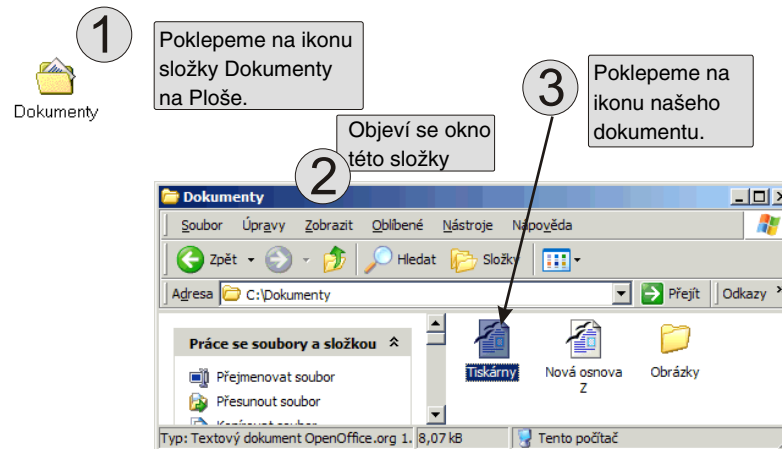 1
Poklepeme na ikonu
složky Dokumenty
na Ploše.
Dokumenty
3
Poklepeme na
ikonu našeho
dokumentu.
2
Objeví se okno
této složky
Dokumenty
Soubor Úpravy Zobrazit Oblíbené Nástroje Nápověda
Zpět Hledat Složky
Adresa C:\Dokumenty Přejít Odkazy
Práce se soubory a složkou
Přejmenovat soubor
Přesunout soubor
Kopírovat soubor
Tiskárny
Nová osnova
Z
Obrázky
Typ: Textový dokument OpenOffice.org 1. 8,07 kB Tento počítač